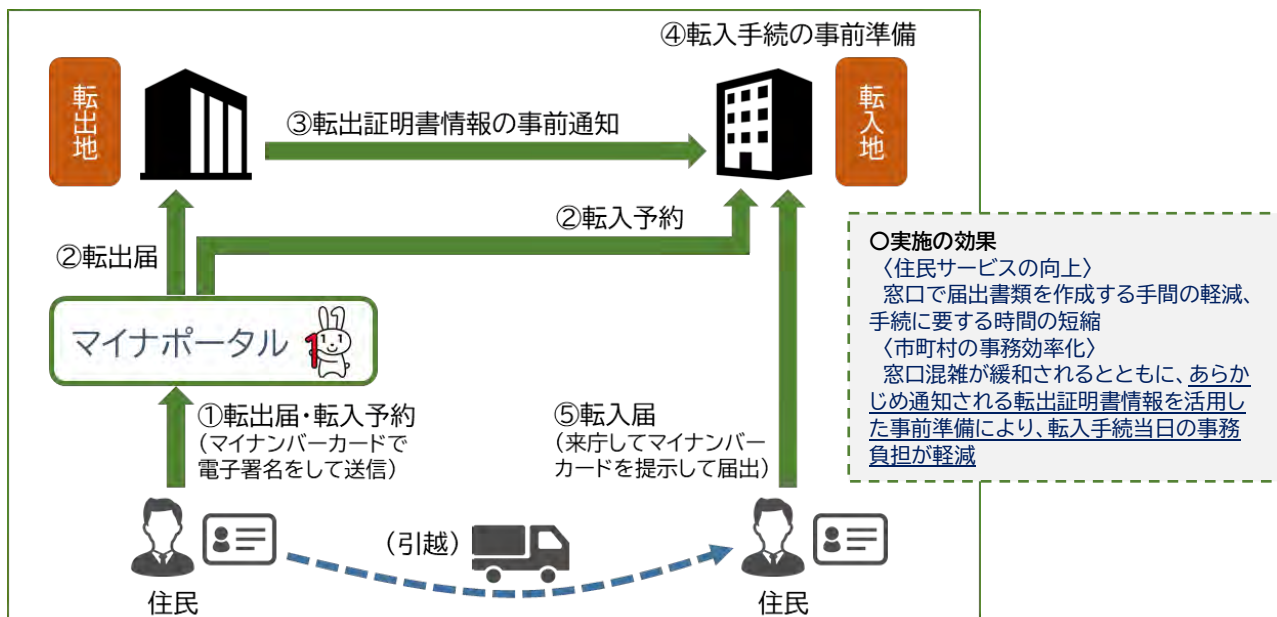 ④転入手続の事前準備
転出地
転入地
③転出証明書情報の事前通知
②転入予約
②転出届
マイナポータル
1
①転出届・転入予約
(マイナンバーカードで
電子署名をして送信)
⑤転入届
(来庁してマイナンバー
カードを提示して届出)
(引越)
住民
住民
〇実施の効果
〈住民サービスの向上〉
窓口で届出書類を作成する手間の軽減、
手続に要する時間の短縮
〈市町村の事務効率化〉
窓口混雑が緩和されるとともに、あらか
じめ通知される転出証明書情報を活用し
た事前準備により、転入手続当日の事務
負担が軽減